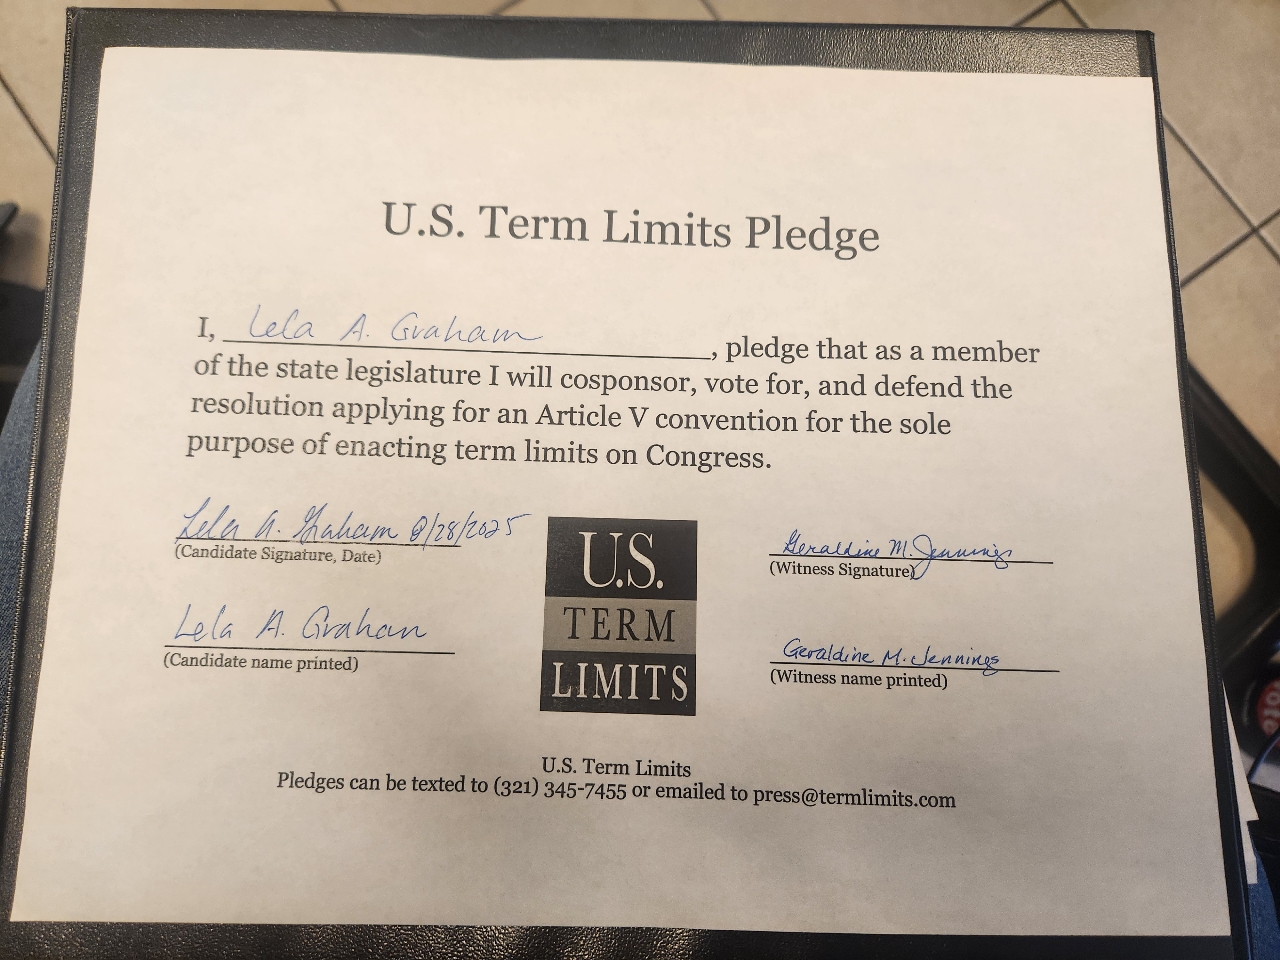 U.S. Term Limits Pledge
I, Lela A. Graham, pledge that as a member
of the state legislature I will cosponsor, vote for, and defend the
resolution applying for an Article V convention for the sole
purpose of enacting term limits on Congress.
Lela A. Graham 8/28/2025
(Candidate Signature, Date)
Lela A. Graham
(Candidate name printed)
U.S.
TERM
LIMITS
Geraldine M. Jennings
(Witness Signature)
Geraldine M. Jennings
(Witness name printed)
U.S. Term Limits
Pledges can be texted to (321) 345-7455 or emailed to press@termlimits.com